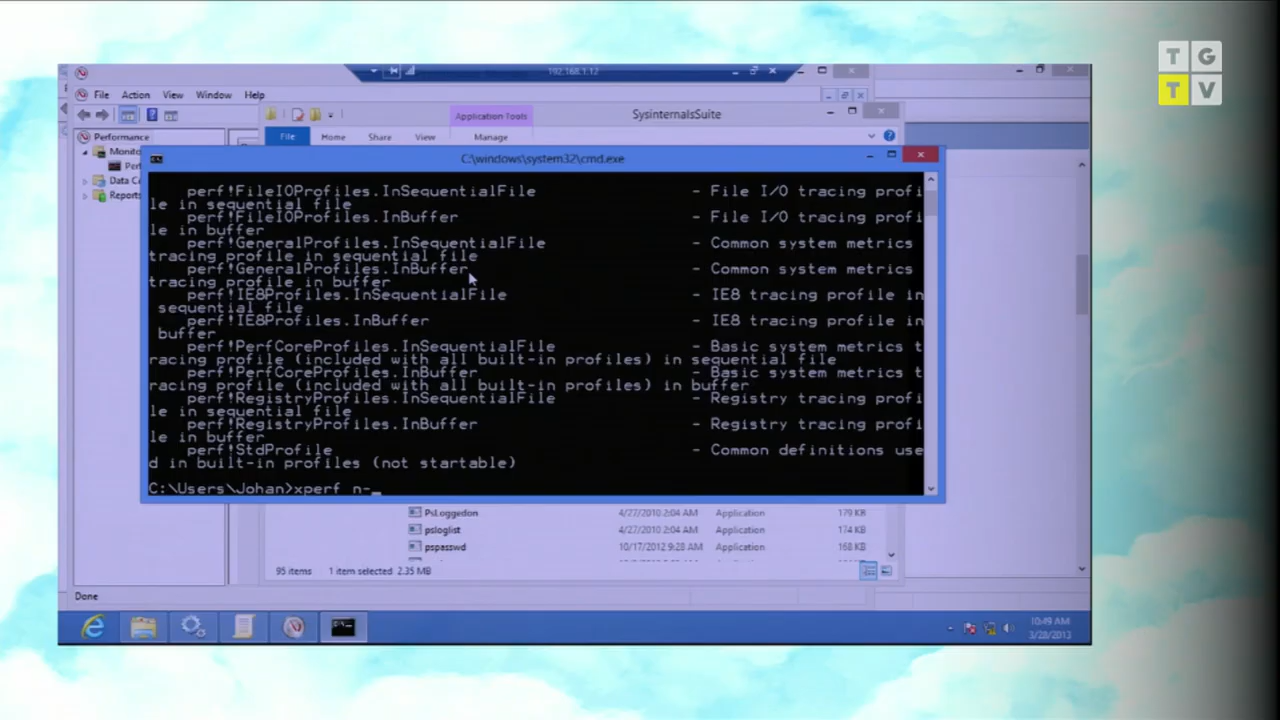 T G
T V
192.168.1.12
File Action View Window Help
SysinternalsSuite
Application Tools
File Home Share View Manage
Performance
Monito
Per
Data C
Reports
C:\windows\system32\cmd.exe
perf!FileIOProfiles.InSequentialFile - File I/O tracing profi
le in sequential file
perf!FileIOProfiles.InBuffer - File I/O tracing profi
le in buffer
perf!GeneralProfiles.InSequentialFile - Common system metrics
tracing profile in sequential file
perf!GeneralProfiles.InBuffer - Common system metrics
tracing profile in buffer
perf!IE8Profiles.InSequentialFile - IE8 tracing profile in
sequential file
perf!IE8Profiles.InBuffer - IE8 tracing profile in
buffer
perf!PerfCoreProfiles.InSequentialFile - Basic system metrics t
racing profile (included with all built-in profiles) in sequential file
perf!PerfCoreProfiles.InBuffer - Basic system metrics t
racing profile (included with all built-in profiles) in buffer
perf!RegistryProfiles.InSequentialFile - Registry tracing profi
le in sequential file
perf!RegistryProfiles.InBuffer - Registry tracing profi
le in buffer
perf!StdProfile - Common definitions use
d in built-in profiles (not startable)
C:\Users\Johan>xperf n-_
PsLoggedon 4/27/2010 2:04 AM Application 179 KB
psloglist 4/27/2010 2:04 AM Application 174 KB
pspasswd 10/17/2012 9:28 AM Application 168 KB
95 items 1 item selected 2.35 MB
Done
10:49 AM
3/28/2013